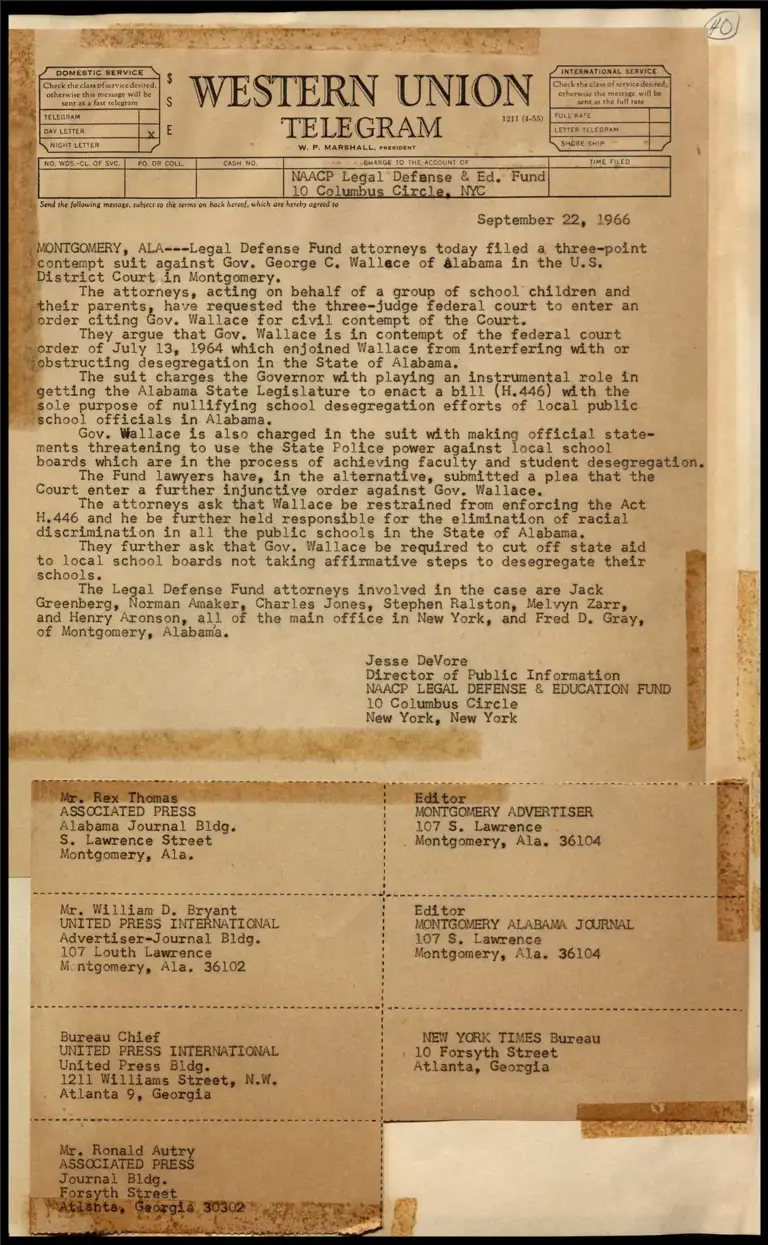 40
DOMESTIC SERVICE
Check the class of service desired;
otherwise this message will be
sent as a fast telegram
TELEGRAM
DAY LETTER X
NIGHT LETTER
$
S
E
WESTERN UNION
TELEGRAM
1211 (4-55)
W. P. MARSHALL, PRESIDENT
INTERNATIONAL SERVICE
Check the class of service desired;
otherwise the message will be
sent at the full rate
FULL RATE
LETTER TELEGRAM
SHORE-SHIP
NO. WDS.-CL. OF SVC. PD. OR COLL. CASH NO. CHARGE TO THE ACCOUNT OF TIME FILED
NAACP Legal Defense & Ed. Fund
10 Columbus Circle, NYC
Send the following message, subject to the terms on back hereof, which are hereby agreed to
September 22, 1966
MONTGOMERY, ALA---Legal Defense Fund attorneys today filed a three-point
contempt suit against Gov. George C. Wallace of Alabama in the U.S.
District Court in Montgomery.
The attorneys, acting on behalf of a group of school children and
their parents, have requested the three-judge federal court to enter an
order citing Gov. Wallace for civil contempt of the Court.
They argue that Gov. Wallace is in contempt of the federal court
order of July 13, 1964 which enjoined Wallace from interfering with or
obstructing desegregation in the State of Alabama.
The suit charges the Governor with playing an instrumental role in
getting the Alabama State Legislature to enact a bill (H.446) with the
sole purpose of nullifying school desegregation efforts of local public
school officials in Alabama.
Gov. Wallace is also charged in the suit with making official state-
ments threatening to use the State Police power against local school
boards which are in the process of achieving faculty and student desegregation.
The Fund lawyers have, in the alternative, submitted a plea that the
Court enter a further injunctive order against Gov. Wallace.
The attorneys ask that Wallace be restrained from enforcing the Act
H.446 and he be further held responsible for the elimination of racial
discrimination in all the public schools in the State of Alabama.
They further ask that Gov. Wallace be required to cut off state aid
to local school boards not taking affirmative steps to desegregate their
schools.
The Legal Defense Fund attorneys involved in the case are Jack
Greenberg, Norman Amaker, Charles Jones, Stephen Ralston, Melvyn Zarr,
and Henry Aronson, all of the main office in New York, and Fred D. Gray,
of Montgomery, Alabama.
Jesse DeVore
Director of Public Information
NAACP LEGAL DEFENSE & EDUCATION FUND
10 Columbus Circle
New York, New York
Mr. Rex Thomas
ASSOCIATED PRESS
Alabama Journal Bldg.
S. Lawrence Street
Montgomery, Ala.
Editor
MONTGOMERY ADVERTISER
107 S. Lawrence
Montgomery, Ala. 36104
Mr. William D. Bryant
UNITED PRESS INTERNATIONAL
Advertiser-Journal Bldg.
107 Louth Lawrence
Montgomery, Ala. 36102
Editor
MONTGOMERY ALABAMA JOURNAL
107 S. Lawrence
Montgomery, Ala. 36104
Bureau Chief
UNITED PRESS INTERNATIONAL
United Press Bldg.
1211 Williams Street, N.W.
Atlanta 9, Georgia
NEW YORK TIMES Bureau
10 Forsyth Street
Atlanta, Georgia
Mr. Ronald Autry
ASSOCIATED PRESS
Journal Bldg.
Forsyth Street
Atlanta, Georgia 30302